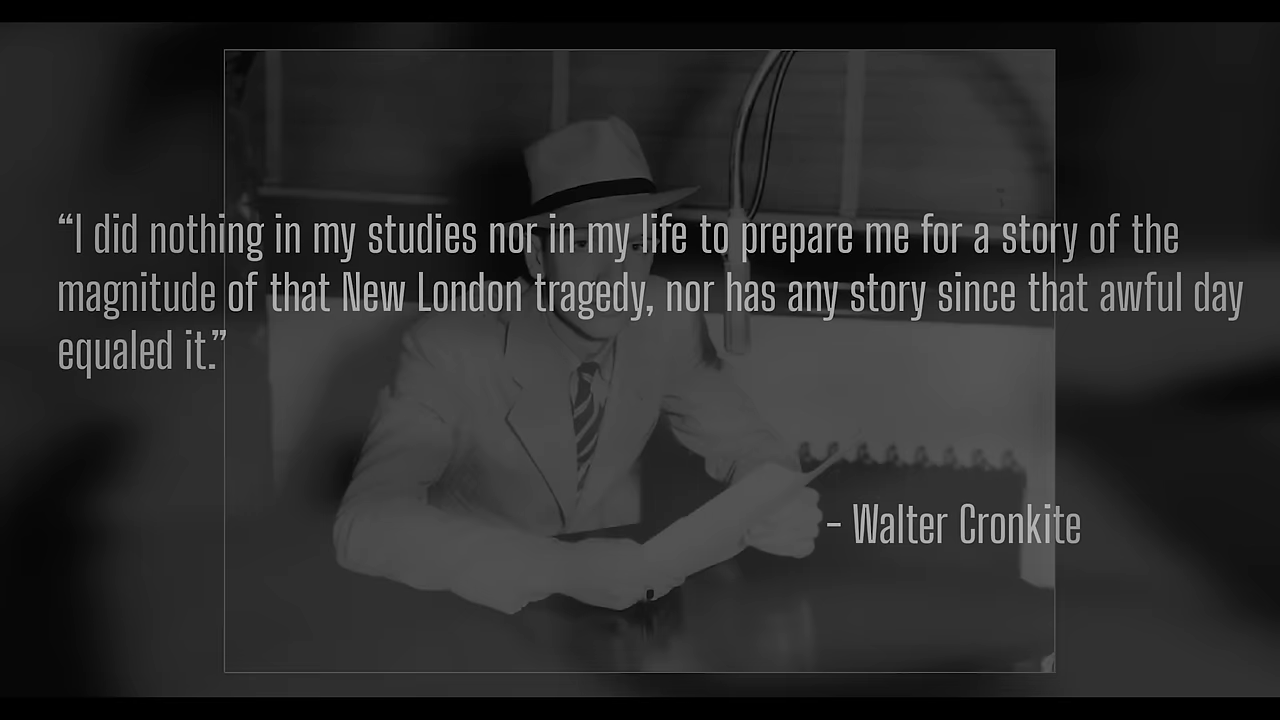 “I did nothing in my studies nor in my life to prepare me for a story of the
magnitude of that New London tragedy, nor has any story since that awful day
equaled it.”
- Walter Cronkite